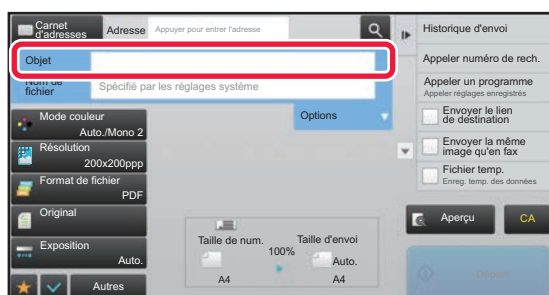 Carnet
d'adresses
Adresse
Appuyer pour entrer l'adresse
Objet
Nom de
fichier
Spécifié par les réglages système
Mode couleur
Auto./Mono 2
Options
Résolution
200x200ppp
Format de fichier
PDF
Original
Exposition
Auto.
Autres
Taille de num.
100%
Taille d'envoi
Auto.
A4
A4
Historique d'envoi
Appeler numéro de rech.
Appeler un programme
Appeler réglages enregistrés
Envoyer le lien
de destination
Envoyer la même
image qu'en fax
Fichier temp.
Enreg. temp. des données
Aperçu
CA
Départ